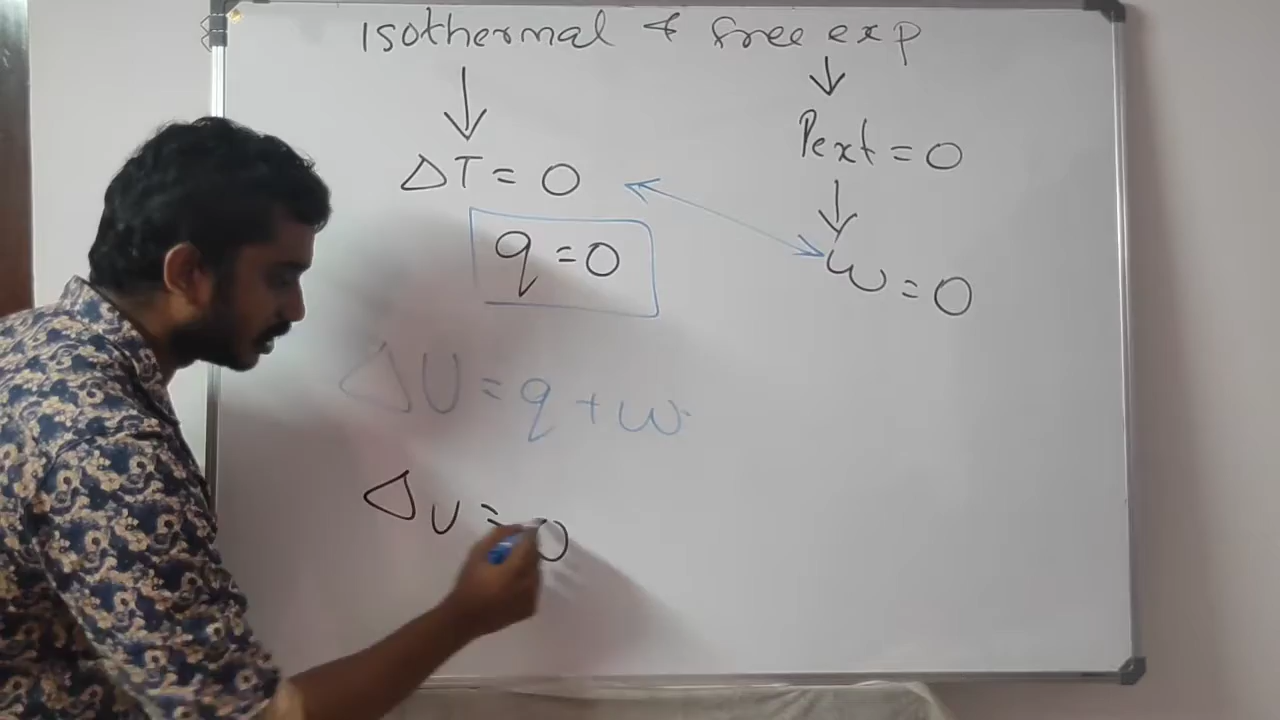 Isothermal & free exp
↓ ↓
Pext = 0
ΔT = 0
↓
q = 0
w = 0
ΔU = q + w
ΔU = 0